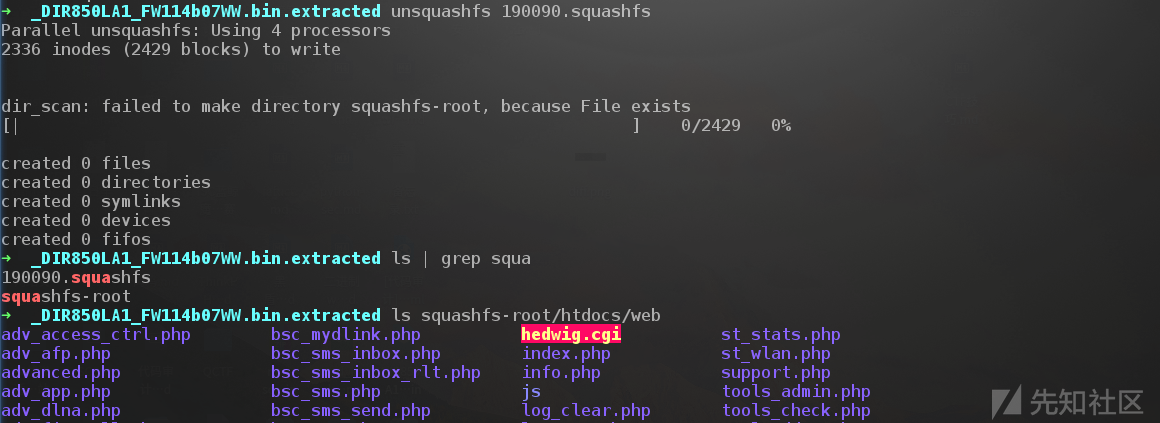 ➜ _DIR850LA1_FW114b07WW.bin.extracted unsquashfs 190090.squashfs
Parallel unsquashfs: Using 4 processors
2336 inodes (2429 blocks) to write
dir_scan: failed to make directory squashfs-root, because File exists
[| ] 0/2429 0%
created 0 files
created 0 directories
created 0 symlinks
created 0 devices
created 0 fifos
➜ _DIR850LA1_FW114b07WW.bin.extracted ls | grep squa
190090.squashfs
squashfs-root
➜ _DIR850LA1_FW114b07WW.bin.extracted ls squashfs-root/htdocs/web
adv_access_ctrl.php bsc_mydlink.php hedwig.cgi st_stats.php
adv_afp.php bsc_sms_inbox.php index.php st_wlan.php
advanced.php bsc_sms_inbox_rlt.php info.php support.php
adv_app.php bsc_sms.php js tools_admin.php
adv_dlna.php bsc_sms_send.php log_clear.php tools_check.php
先知社区